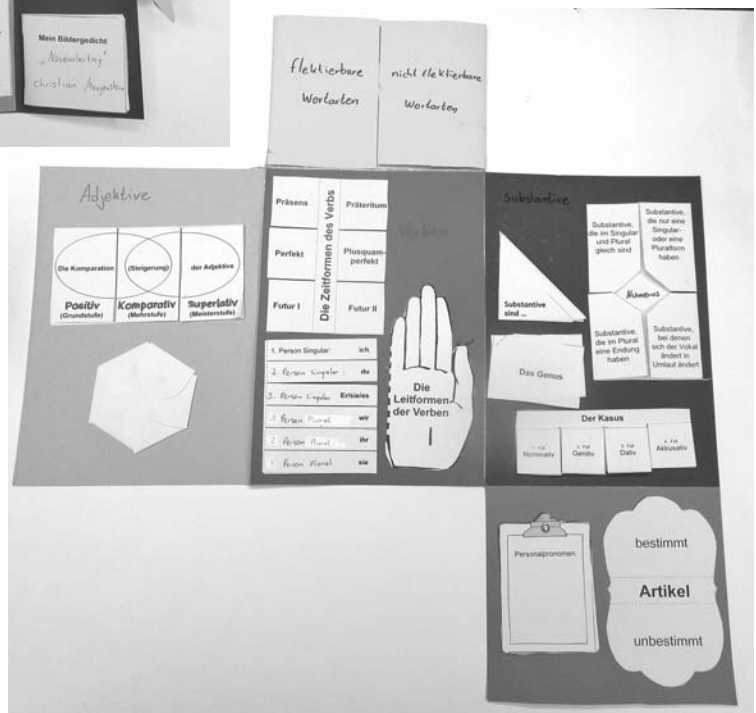 Mein Bildergedicht
„Novembertag“
Christian Morgenstern
flektierbare
Wortarten
nicht flektierbare
Wortarten
Adjektive
Die Komparation
(Steigerung)
der Adjektive
Positiv
(Grundstufe)
Komparativ
(Mehrstufe)
Superlativ
(Meisterstufe)
Verben
Die Zeitformen des Verbs
Präsens
Präteritum
Perfekt
Plusquam-
perfekt
Futur I
Futur II
1. Person Singular: ich
2. Person Singular: du
3. Person Singular Er/sie/es
1. Person Plural wir
2. Person Plural ihr
Person Plural sie
Die
Leitformen
der Verben
Substantive
Substantive
sind ...
Substantive,
die im Singular
und Plural
gleich sind
Substantive,
die nur eine
Singular-
oder eine
Pluralform
haben
Numerus
Substantive,
die im Plural
eine Endung
haben
Substantive,
bei denen
sich der Vokal
ändert in
Umlaut ändert
Das Genus
Der Kasus
1. Fall
Nominativ
2. Fall
Genitiv
3. Fall
Dativ
4. Fall
Akkusativ
Personalpronomen
bestimmt
Artikel
unbestimmt